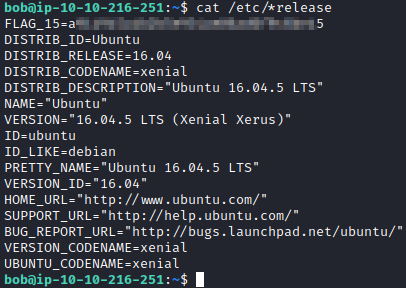 bob@ip-10-10-216-251:~$ cat /etc/*release
FLAG_15=a 5
DISTRIB_ID=Ubuntu
DISTRIB_RELEASE=16.04
DISTRIB_CODENAME=xenial
DISTRIB_DESCRIPTION="Ubuntu 16.04.5 LTS"
NAME="Ubuntu"
VERSION="16.04.5 LTS (Xenial Xerus)"
ID=ubuntu
ID_LIKE=debian
PRETTY_NAME="Ubuntu 16.04.5 LTS"
VERSION_ID="16.04"
HOME_URL="http://www.ubuntu.com/"
SUPPORT_URL="http://help.ubuntu.com/"
BUG_REPORT_URL="http://bugs.launchpad.net/ubuntu/"
VERSION_CODENAME=xenial
UBUNTU_CODENAME=xenial
bob@ip-10-10-216-251:~$